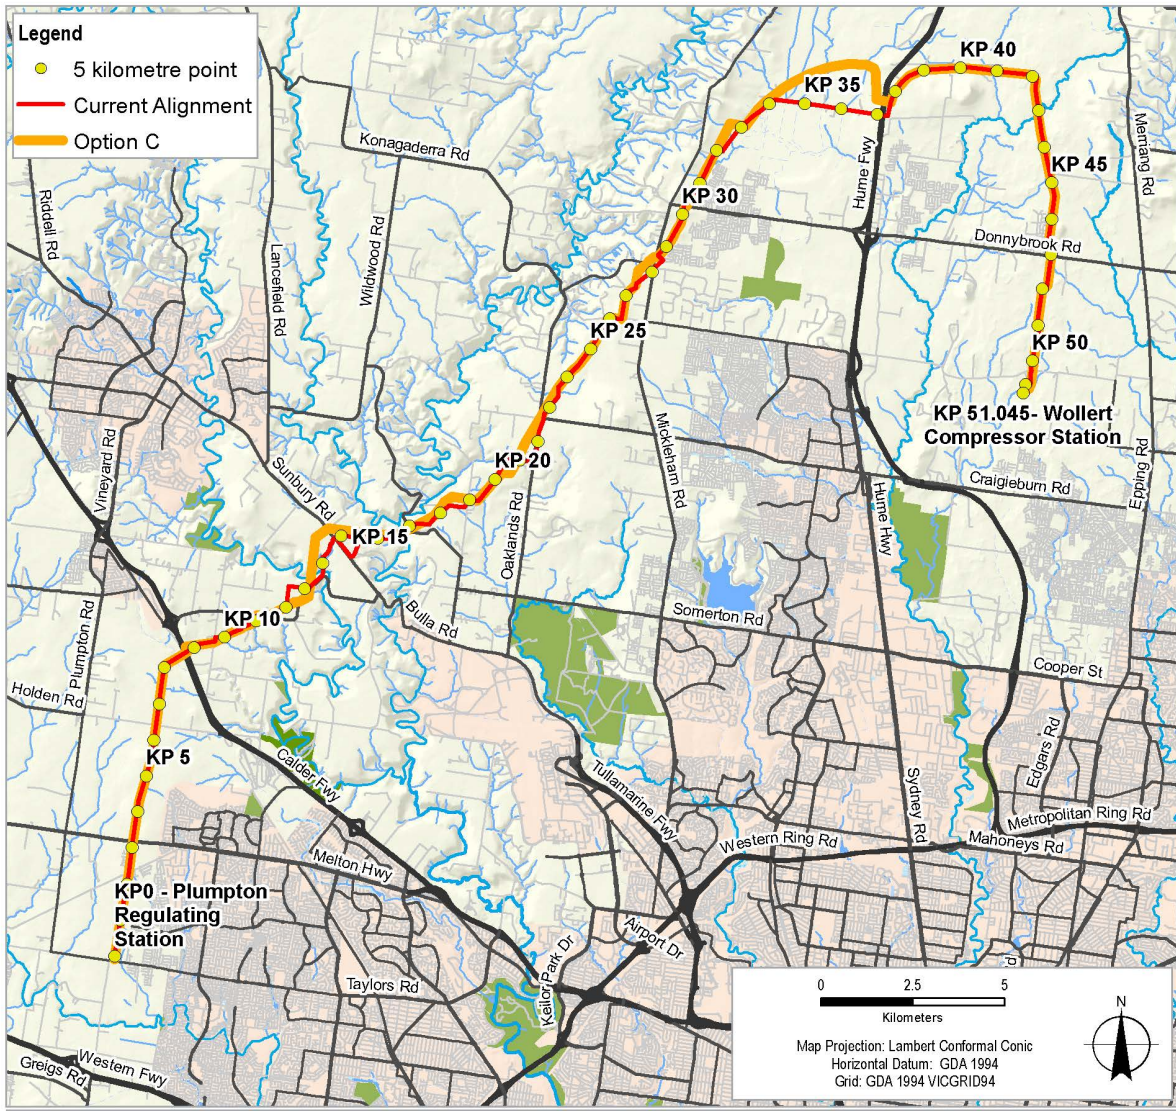 Legend
5 kilometre point
Current Alignment
Option C
KP 40
KP 35
Konagaderra Rd
Hume Fwy
Merriang Rd
KP 45
Riddell Rd
Lancefield Rd
Wildwood Rd
KP 30
Donnybrook Rd
KP 25
KP 50
KP 51.045- Wollert
Compressor Station
Vineyard Rd
Sunbury Rd
KP 20
Mickleham Rd
Craigieburn Rd
Epping Rd
Hume Hwy
KP 15
Oaklands Rd
Plumpton Rd
KP 10
Bulla Rd
Somerton Rd
Cooper St
Holden Rd
KP 5
Calder Fwy
Tullamarine Fwy
Sydney Rd
Edgars Rd
Metropolitan Ring Rd
Western Ring Rd
Mahoneys Rd
Melton Hwy
KP0 - Plumpton
Regulating
Station
Airport Dr
Keilor Park Dr
Taylors Rd
Rd
Western Fwy
Greigs Rd
0 2.5 5
Kilometers
Map Projection: Lambert Conformal Conic
Horizontal Datum: GDA 1994
Grid: GDA 1994 VICGRID94
N